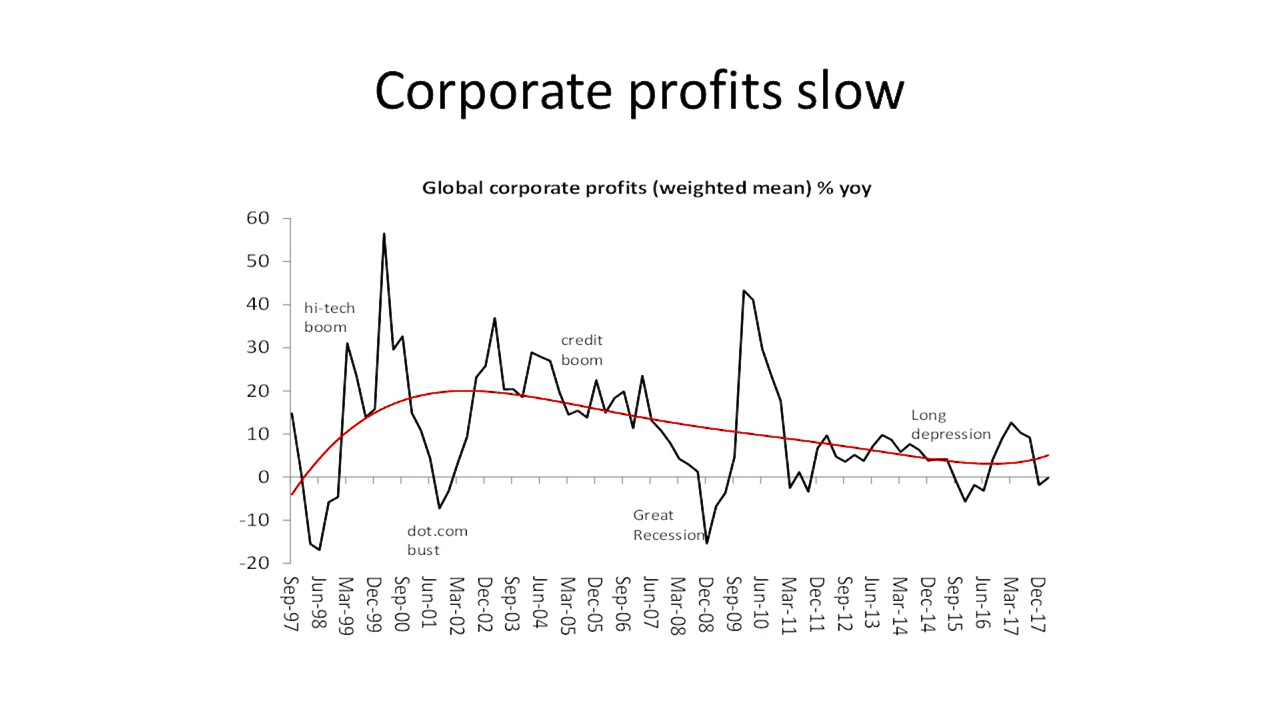 Corporate profits slow
Global corporate profits (weighted mean) % yoy
60
50
40
30
20
10
0
-10
-20
hi-tech
boom
credit
boom
Long
depression
dot.com
bust
Great
Recession
Sep-97
Jun-98
Mar-99
Dec-99
Sep-00
Jun-01
Mar-02
Dec-02
Sep-03
Jun-04
Mar-05
Dec-05
Sep-06
Jun-07
Mar-08
Dec-08
Sep-09
Jun-10
Mar-11
Dec-11
Sep-12
Jun-13
Mar-14
Dec-14
Sep-15
Jun-16
Mar-17
Dec-17